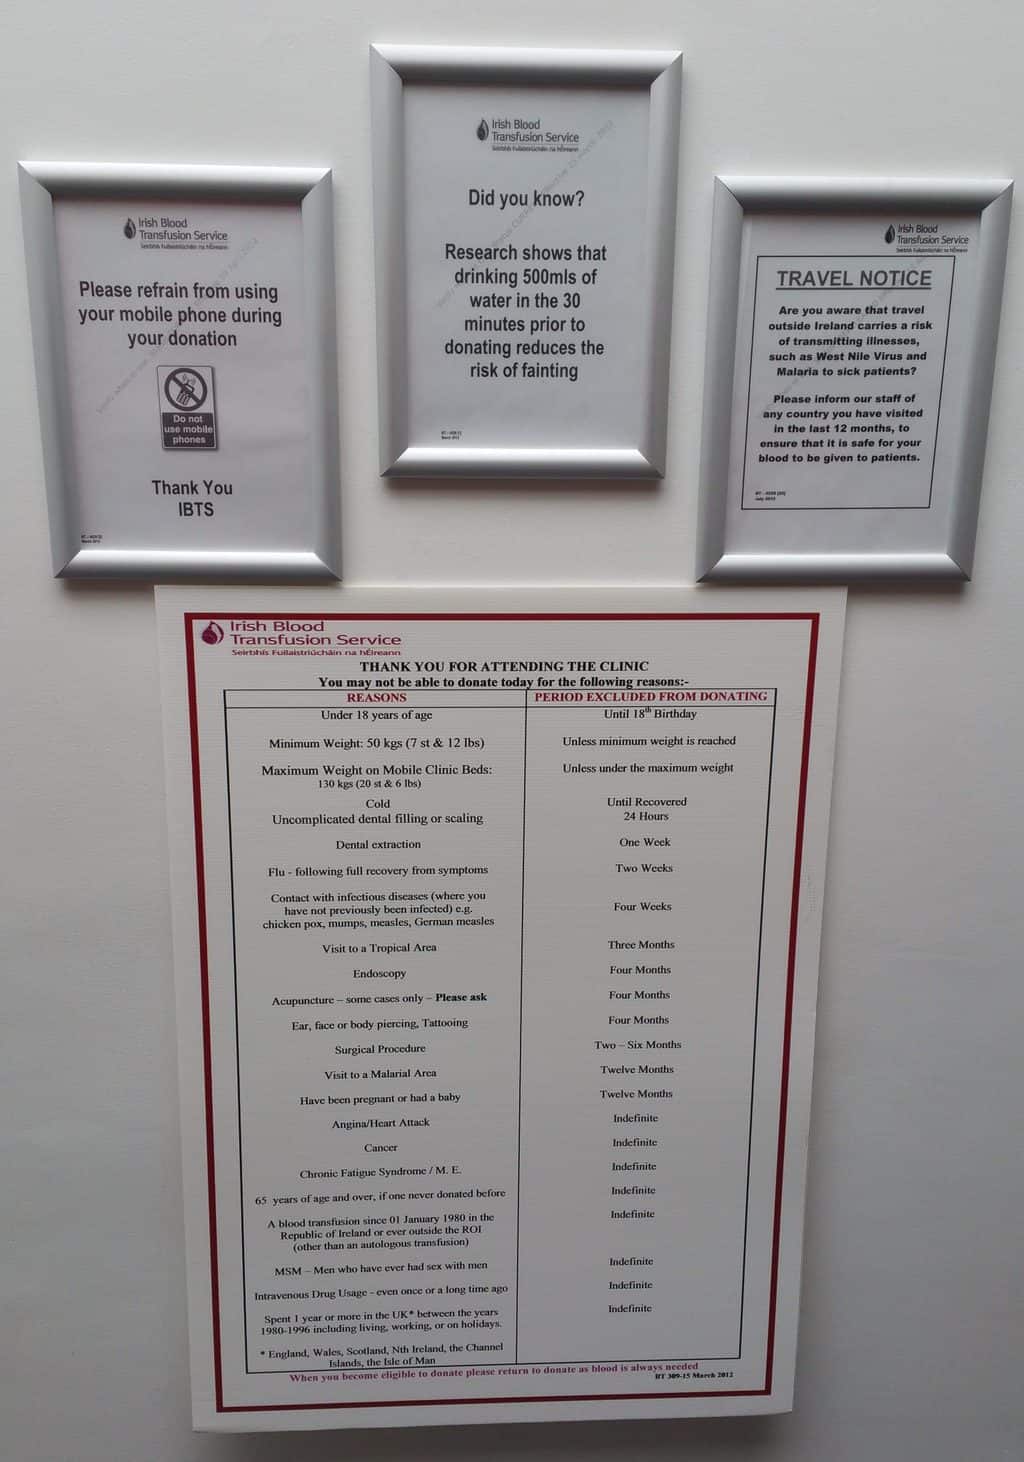 Irish Blood
Transfusion Service
Seirbhís Fuilaistriúcháin na hÉireann
Please refrain from using
your mobile phone during
your donation
Do not
use mobile
phones
Thank You
IBTS
March 2012
Irish Blood
Transfusion Service
Seirbhís Fuilaistriúcháin na hÉireann
Did you know?
Research shows that
drinking 500mls of
water in the 30
minutes prior to
donating reduces the
risk of fainting
March 2012
Irish Blood
Transfusion Service
Seirbhís Fuilaistriúcháin na hÉireann
TRAVEL NOTICE
Are you aware that travel
outside Ireland carries a risk
of transmitting illnesses,
such as West Nile Virus and
Malaria to sick patients?
Please inform our staff of
any country you have visited
in the last 12 months, to
ensure that it is safe for your
blood to be given to patients.
Irish Blood
Transfusion Service
Seirbhís Fuilaistriúcháin na hÉireann
THANK YOU FOR ATTENDING THE CLINIC
You may not be able to donate today for the following reasons:-
REASONS PERIOD EXCLUDED FROM DONATING
Under 18 years of age Until 18th Birthday
Minimum Weight: 50 kgs (7 st & 12 lbs) Unless minimum weight is reached
Maximum Weight on Mobile Clinic Beds: Unless under the maximum weight
130 kgs (20 st & 6 lbs)
Cold Until Recovered
Uncomplicated dental filling or scaling 24 Hours
Dental extraction One Week
Flu - following full recovery from symptoms Two Weeks
Contact with infectious diseases (where you
have not previously been infected) e.g. Four Weeks
chicken pox, mumps, measles, German measles
Visit to a Tropical Area Three Months
Endoscopy Four Months
Acupuncture – some cases only – Please ask Four Months
Ear, face or body piercing, Tattooing Four Months
Surgical Procedure Two – Six Months
Visit to a Malarial Area Twelve Months
Have been pregnant or had a baby Twelve Months
Angina/Heart Attack Indefinite
Cancer Indefinite
Chronic Fatigue Syndrome / M. E. Indefinite
65 years of age and over, if one never donated before Indefinite
A blood transfusion since 01 January 1980 in the Indefinite
Republic of Ireland or ever outside the ROI
(other than an autologous transfusion)
MSM – Men who have ever had sex with men Indefinite
Intravenous Drug Usage - even once or a long time ago Indefinite
Spent 1 year or more in the UK* between the years Indefinite
1980-1996 including living, working, or on holidays.
* England, Wales, Scotland, Nth Ireland, the Channel
Islands, the Isle of Man
When you become eligible to donate please return to donate as blood is always needed
BT 309-15 March 2012